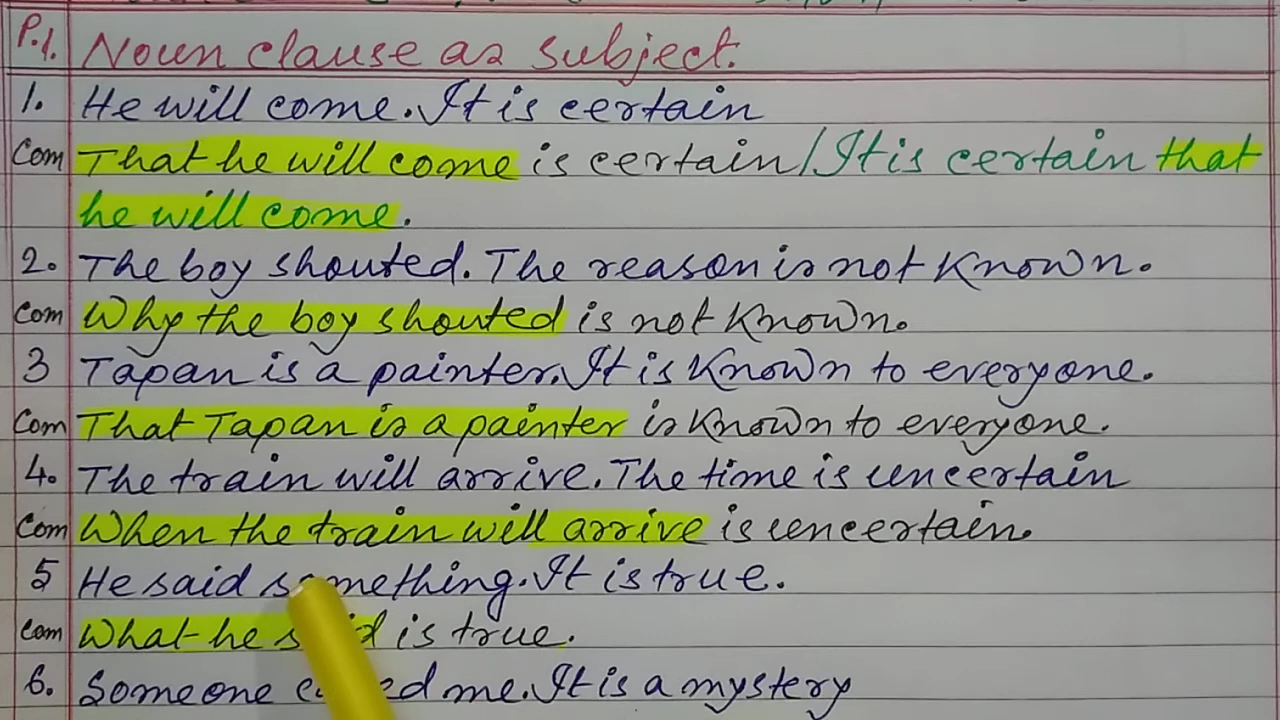 P.1. Noun clause as subject.
1. He will come. It is certain
Com That he will come is certain/It is certain that
he will come.
2. The boy shouted. The reason is not known.
Com Why the boy shouted is not known.
3 Tapan is a painter. It is known to everyone.
Com That Tapan is a painter is known to everyone.
4. The train will arrive. The time is uncertain
Com When the train will arrive is uncertain.
5 He said something. It is true.
Com What he is true.
6. Someone me. It is a mystery